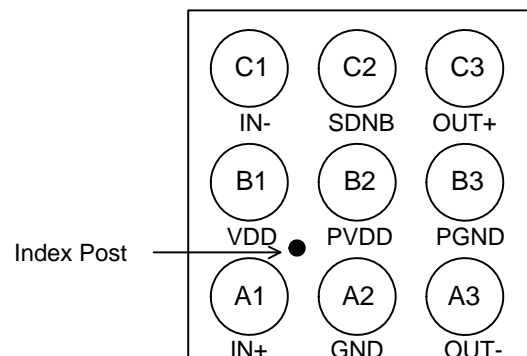 C1 C2 C3
IN- SDNB OUT+
B1 B2 B3
VDD PVDD PGND
Index Post
A1 A2 A3
IN+ GND OUT-